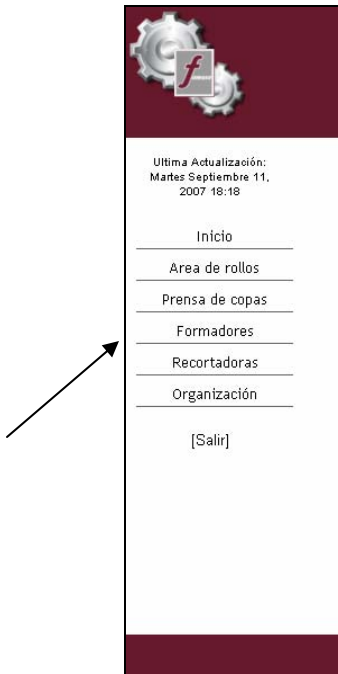 f
Ultima Actualización:
Martes Septiembre 11,
2007 18:18
Inicio
Area de rollos
Prensa de copas
Formadores
Recortadoras
Organización
[Salir]